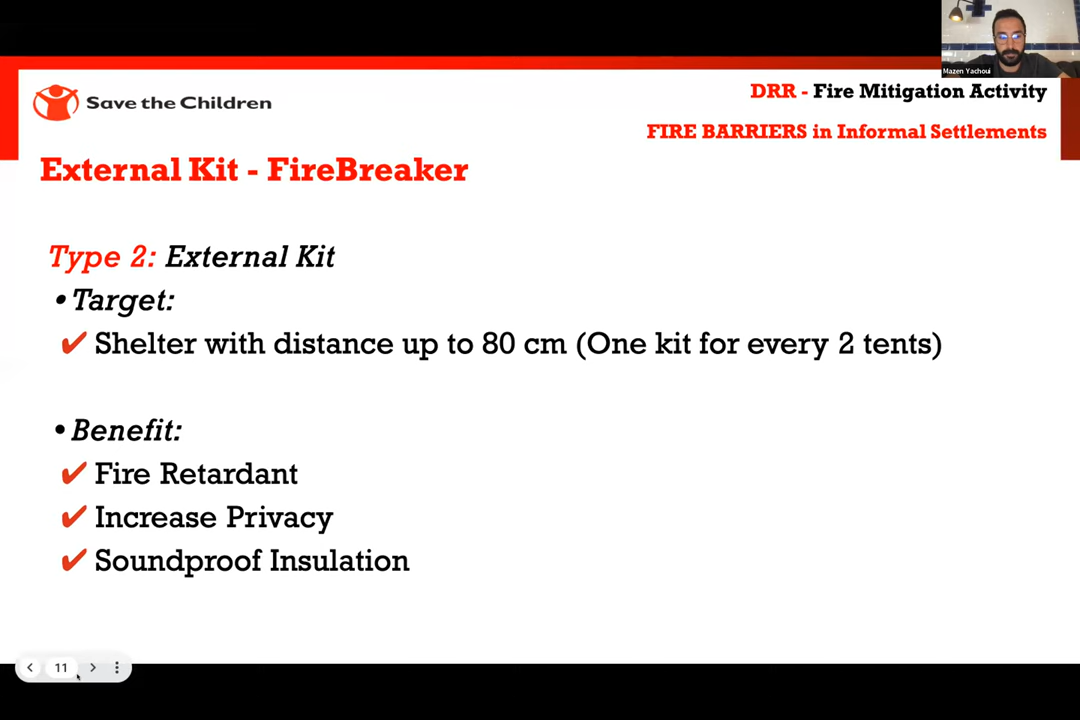 Mazen Yachoui
Save the Children
DRR - Fire Mitigation Activity
FIRE BARRIERS in Informal Settlements
External Kit - FireBreaker
Type 2: External Kit
• Target:
✔ Shelter with distance up to 80 cm (One kit for every 2 tents)
• Benefit:
✔ Fire Retardant
✔ Increase Privacy
✔ Soundproof Insulation
11